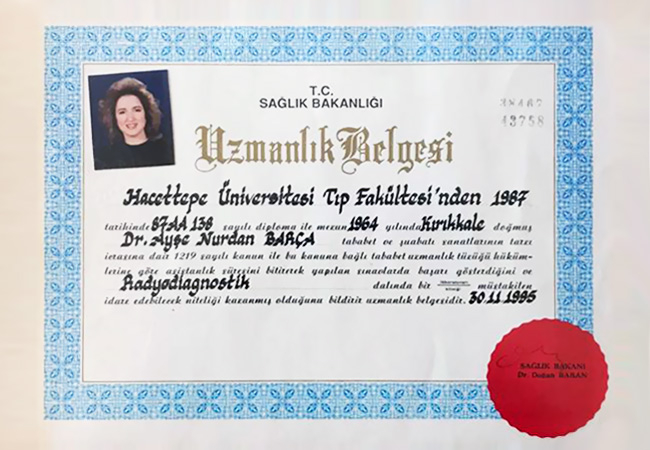 T.C.
SAĞLIK BAKANLIĞI
43758
Uzmanlık Belgesi
Hacettepe Üniversitesi Tıp Fakültesi'nden 1987
tarihinde 87AA 138 sayılı diploma ile mezun 1964 yılında Kırıkkale doğmuş
Dr. Ayşe Nurdan BARÇA tababet ve şuabatı sanatlarının tarzı
icrasına dair 1219 sayılı kanun ile bu kanuna bağlı tababet uzmanlık tüzüğü hüküm-
lerine göre asistanlık süresini bitirerek yapılan sınavlarda başarı gösterdiğini ve
Radyodiagnostik dalında bir müstakilen
idare edebilecek niteliği kazanmış olduğunu bildirir uzmanlık belgesidir. 30.11.1995
SAĞLIK BAKANI
Dr. Doğan BARAN